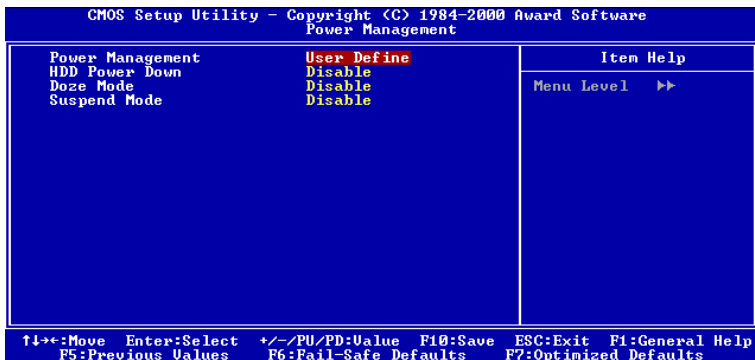 CMOS Setup Utility - Copyright (C) 1984-2000 Award Software
Power Management
Power Management User Define
HDD Power Down Disable
Doze Mode Disable
Suspend Mode Disable
Item Help
Menu Level ▶▶
↑↓→←:Move Enter:Select +/-/PU/PD:Value F10:Save ESC:Exit F1:General Help
F5:Previous Values F6:Fail-Safe Defaults F7:Optimized Defaults